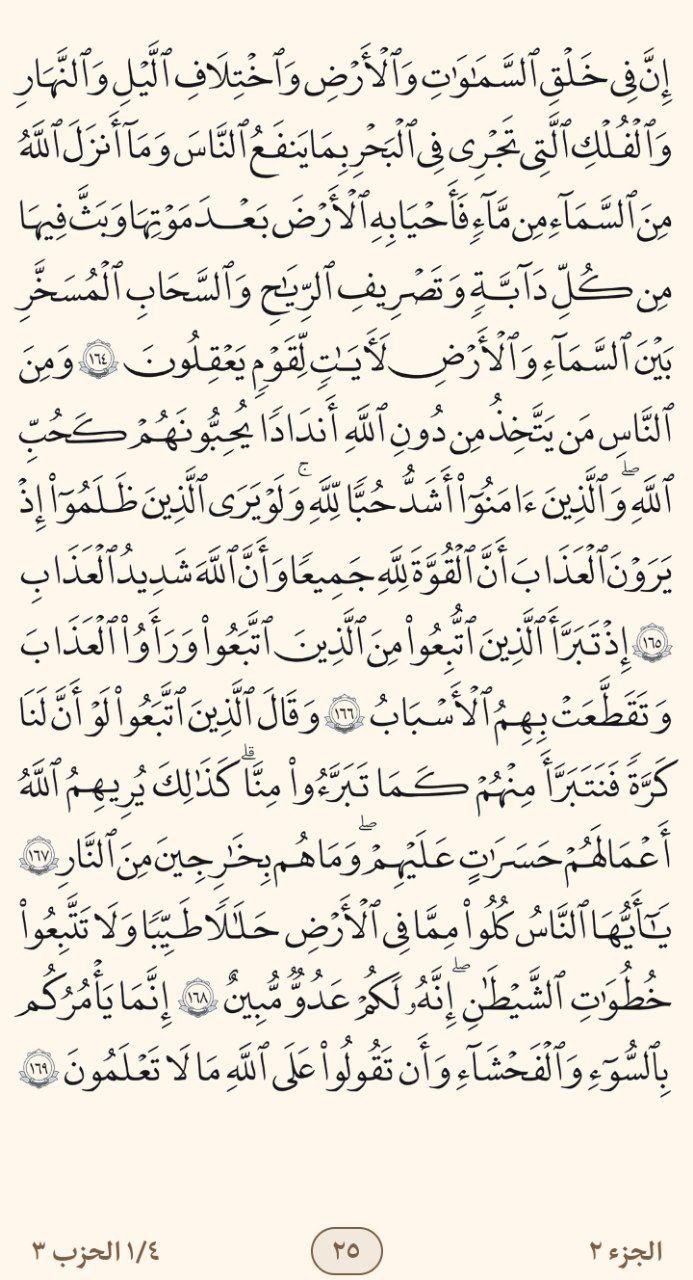 إِنَّ فِى خَلْقِ ٱلسَّمَـٰوَٰتِ وَٱلْأَرْضِ وَٱخْتِلَـٰفِ ٱلَّيْلِ وَٱلنَّهَارِ
وَٱلْفُلْكِ ٱلَّتِى تَجْرِى فِى ٱلْبَحْرِ بِمَا يَنفَعُ ٱلنَّاسَ وَمَآ أَنزَلَ ٱللَّهُ
مِنَ ٱلسَّمَآءِ مِن مَّآءٍ فَأَحْيَا بِهِ ٱلْأَرْضَ بَعْدَ مَوْتِهَا وَبَثَّ فِيهَا
مِن كُلِّ دَآبَّةٍ وَتَصْرِيفِ ٱلرِّيَـٰحِ وَٱلسَّحَابِ ٱلْمُسَخَّرِ
بَيْنَ ٱلسَّمَآءِ وَٱلْأَرْضِ لَـَٔايَـٰتٍ لِّقَوْمٍ يَعْقِلُونَ ١٦٤ وَمِنَ
ٱلنَّاسِ مَن يَتَّخِذُ مِن دُونِ ٱللَّهِ أَندَادًا يُحِبُّونَهُمْ كَحُبِّ
ٱللَّهِۖ وَٱلَّذِينَ ءَامَنُوٓا۟ أَشَدُّ حُبًّا لِّلَّهِۗ وَلَوْ يَرَى ٱلَّذِينَ ظَلَمُوٓا۟ إِذْ
يَرَوْنَ ٱلْعَذَابَ أَنَّ ٱلْقُوَّةَ لِلَّهِ جَمِيعًا وَأَنَّ ٱللَّهَ شَدِيدُ ٱلْعَذَابِ
١٦٥ إِذْ تَبَرَّأَ ٱلَّذِينَ ٱتُّبِعُوا۟ مِنَ ٱلَّذِينَ ٱتَّبَعُوا۟ وَرَأَوُا۟ ٱلْعَذَابَ
وَتَقَطَّعَتْ بِهِمُ ٱلْأَسْبَابُ ١٦٦ وَقَالَ ٱلَّذِينَ ٱتَّبَعُوا۟ لَوْ أَنَّ لَنَا
كَرَّةً فَنَتَبَرَّأَ مِنْهُمْ كَمَا تَبَرَّءُوا۟ مِنَّاۗ كَذَٰلِكَ يُرِيهِمُ ٱللَّهُ
أَعْمَـٰلَهُمْ حَسَرَٰتٍ عَلَيْهِمْۖ وَمَا هُم بِخَـٰرِجِينَ مِنَ ٱلنَّارِ ١٦٧
يَـٰٓأَيُّهَا ٱلنَّاسُ كُلُوا۟ مِمَّا فِى ٱلْأَرْضِ حَلَـٰلًا طَيِّبًا وَلَا تَتَّبِعُوا۟
خُطُوَٰتِ ٱلشَّيْطَـٰنِۖ إِنَّهُۥ لَكُمْ عَدُوٌّ مُّبِينٌ ١٦٨ إِنَّمَا يَأْمُرُكُم
بِٱلسُّوٓءِ وَٱلْفَحْشَآءِ وَأَن تَقُولُوا۟ عَلَى ٱللَّهِ مَا لَا تَعْلَمُونَ ١٦٩
الجزء ٢
٢٥
١/٤ الحزب ٣